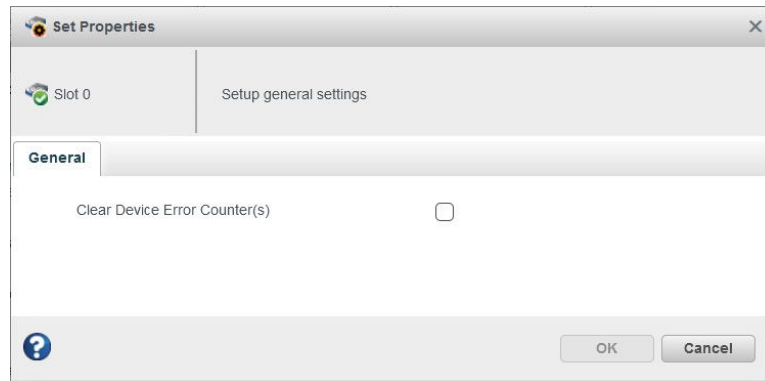 Set Properties
Slot 0
Setup general settings
General
Clear Device Error Counter(s)
OK
Cancel